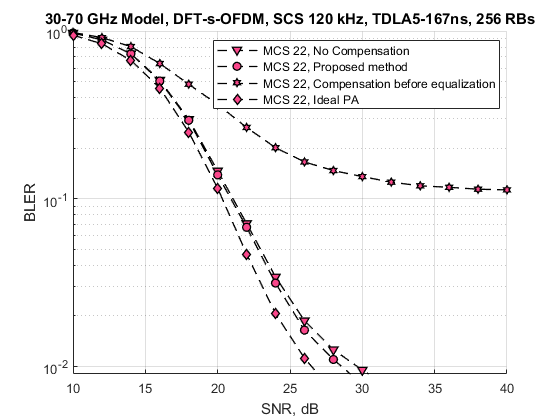 30-70 GHz Model, DFT-s-OFDM, SCS 120 kHz, TDLA5-167ns, 256 RBs
10^0
MCS 22, No Compensation
MCS 22, Proposed method
MCS 22, Compensation before equalization
MCS 22, Ideal PA
BLER
10^-1
10^-2
10 15 20 25 30 35 40
SNR, dB